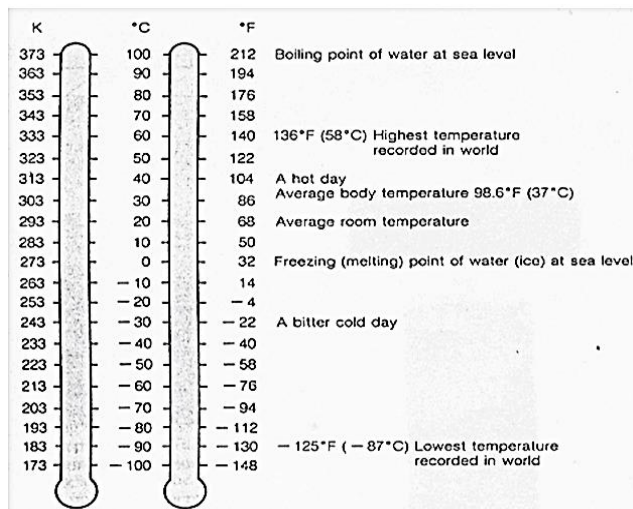 K °C °F
373 100 212 Boiling point of water at sea level
363 90 194
353 80 176
343 70 158
333 60 140 136°F (58°C) Highest temperature
recorded in world
323 50 122
313 40 104 A hot day
Average body temperature 98.6°F (37°C)
303 30 86
293 20 68 Average room temperature
283 10 50
273 0 32 Freezing (melting) point of water (ice) at sea level
263 -10 14
253 -20 -4
243 -30 -22 A bitter cold day
233 -40 -40
223 -50 -58
213 -60 -76
203 -70 -94
193 -80 -112
183 -90 -130 -125°F (-87°C) Lowest temperature
recorded in world
173 -100 -148